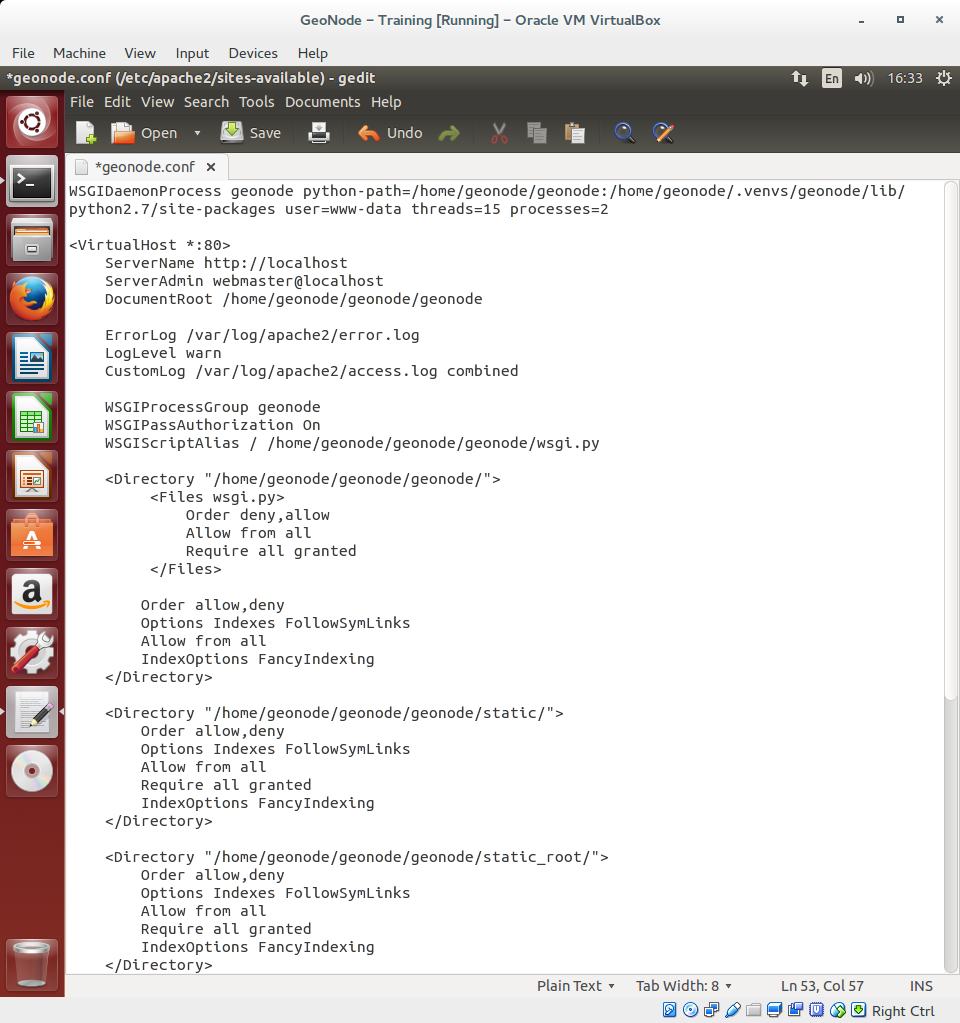 GeoNode – Training [Running] – Oracle VM VirtualBox
File Machine View Input Devices Help
*geonode.conf (/etc/apache2/sites-available) - gedit
En 16:33
File Edit View Search Tools Documents Help
Open Save Undo
*geonode.conf ×
WSGIDaemonProcess geonode python-path=/home/geonode/geonode:/home/geonode/.venvs/geonode/lib/
python2.7/site-packages user=www-data threads=15 processes=2
<VirtualHost *:80>
ServerName http://localhost
ServerAdmin webmaster@localhost
DocumentRoot /home/geonode/geonode/geonode
ErrorLog /var/log/apache2/error.log
LogLevel warn
CustomLog /var/log/apache2/access.log combined
WSGIProcessGroup geonode
WSGIPassAuthorization On
WSGIScriptAlias / /home/geonode/geonode/geonode/wsgi.py
<Directory "/home/geonode/geonode/geonode/">
<Files wsgi.py>
Order deny,allow
Allow from all
Require all granted
</Files>
Order allow,deny
Options Indexes FollowSymLinks
Allow from all
IndexOptions FancyIndexing
</Directory>
<Directory "/home/geonode/geonode/geonode/static/">
Order allow,deny
Options Indexes FollowSymLinks
Allow from all
Require all granted
IndexOptions FancyIndexing
</Directory>
<Directory "/home/geonode/geonode/geonode/static_root/">
Order allow,deny
Options Indexes FollowSymLinks
Allow from all
Require all granted
IndexOptions FancyIndexing
</Directory>
Plain Text Tab Width: 8 Ln 53, Col 57 INS
Right Ctrl